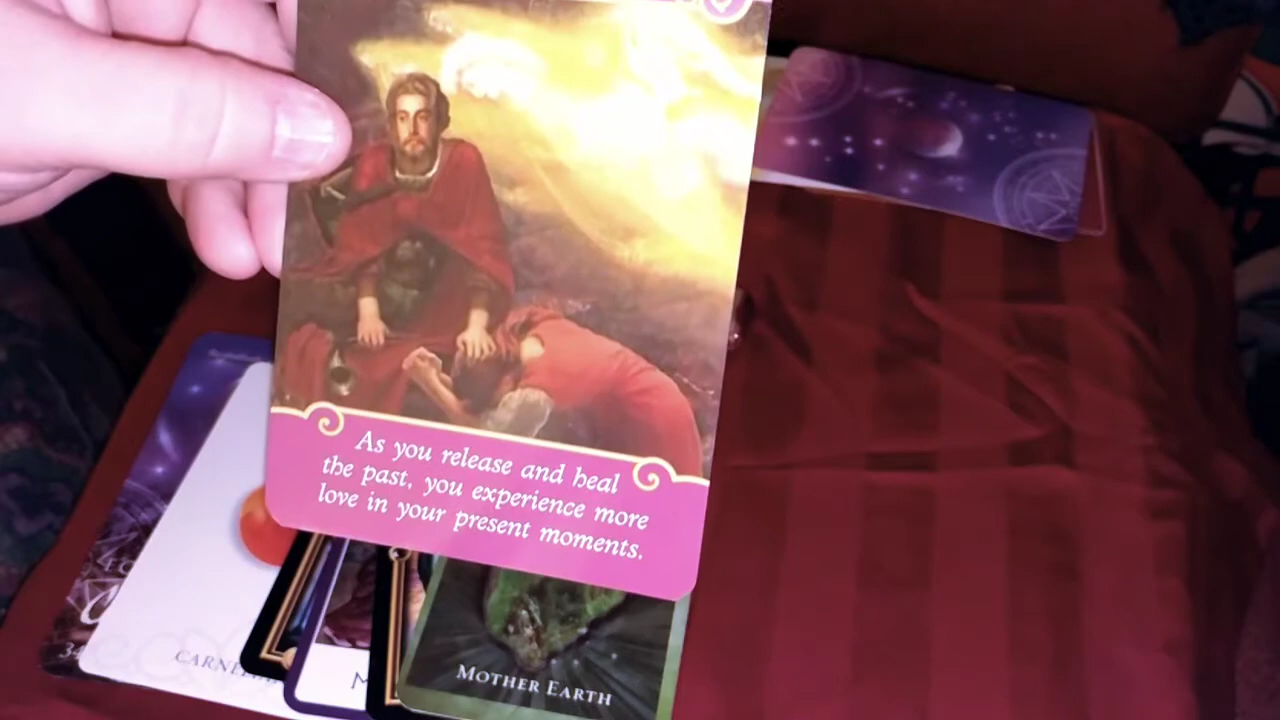 As you release and heal
the past, you experience more
love in your present moments.
MOTHER EARTH